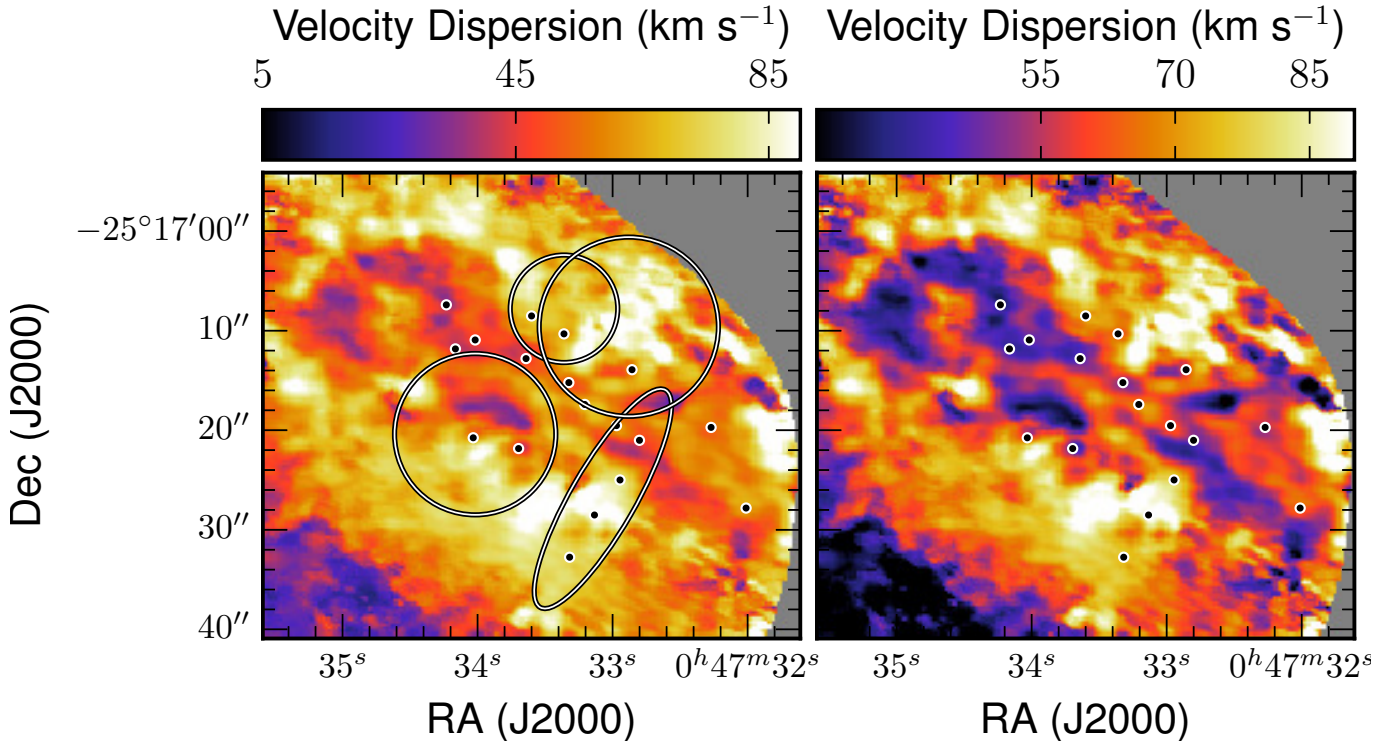 Velocity Dispersion (km s⁻¹) Velocity Dispersion (km s⁻¹)
5 45 85 55 70 85
−25°17′00″
10″
20″
30″
40″
Dec (J2000)
35ˢ 34ˢ 33ˢ 0ʰ47ᵐ32ˢ 35ˢ 34ˢ 33ˢ 0ʰ47ᵐ32ˢ
RA (J2000) RA (J2000)